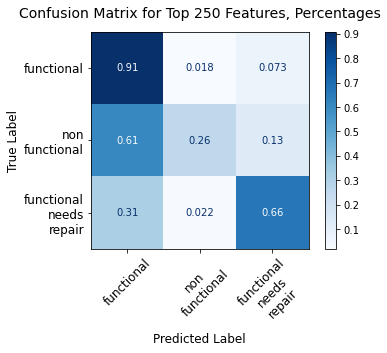 Confusion Matrix for Top 250 Features, Percentages
True Label
functional
0.91
0.018
0.073
non
functional
0.61
0.26
0.13
functional
needs
repair
0.31
0.022
0.66
functional
non
functional
functional
needs
repair
Predicted Label
0.9
0.8
0.7
0.6
0.5
0.4
0.3
0.2
0.1